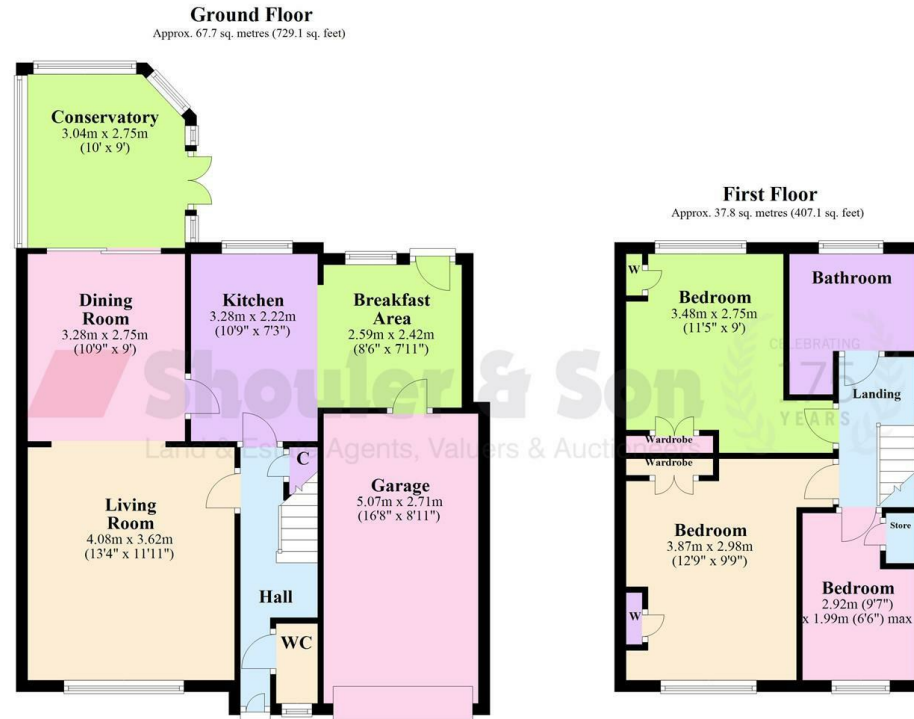 Ground Floor
Approx. 67.7 sq. metres (729.1 sq. feet)
Conservatory
3.04m x 2.75m
(10' x 9')
Dining
Room
3.28m x 2.75m
(10'9" x 9')
Kitchen
3.28m x 2.22m
(10'9" x 7'3")
Breakfast
Area
2.59m x 2.42m
(8'6" x 7'11")
Living
Room
4.08m x 3.62m
(13'4" x 11'11")
C
Garage
5.07m x 2.71m
(16'8" x 8'11")
Hall
WC
First Floor
Approx. 37.8 sq. metres (407.1 sq. feet)
W
Bedroom
3.48m x 2.75m
(11'5" x 9')
Bathroom
Landing
Wardrobe
Wardrobe
Bedroom
3.87m x 2.98m
(12'9" x 9'9")
W
Store
Bedroom
2.92m (9'7")
x 1.99m (6'6") max
Shouler & Son
Land & Estate Agents, Valuers & Auctioneers
CELEBRATING
175
YEARS